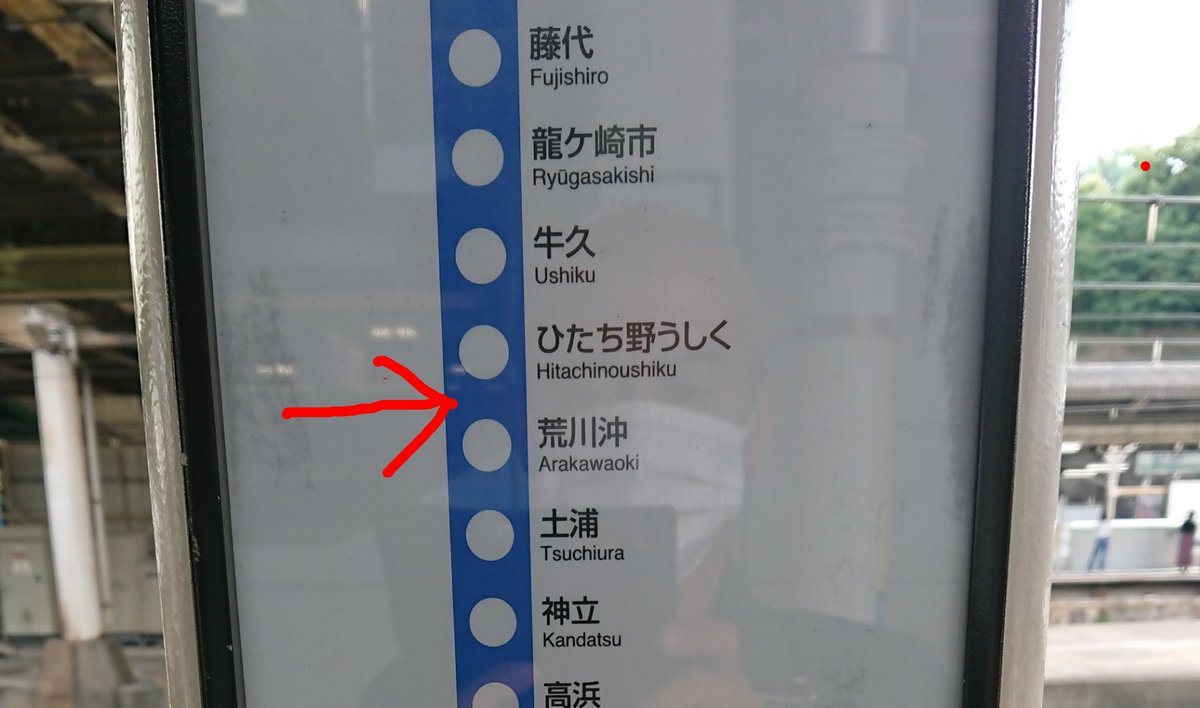 藤代
Fujishiro
龍ケ崎市
Ryūgasakishi
牛久
Ushiku
ひたち野うしく
Hitachinoushiku
荒川沖
Arakawaoki
土浦
Tsuchiura
神立
Kandatsu
高浜